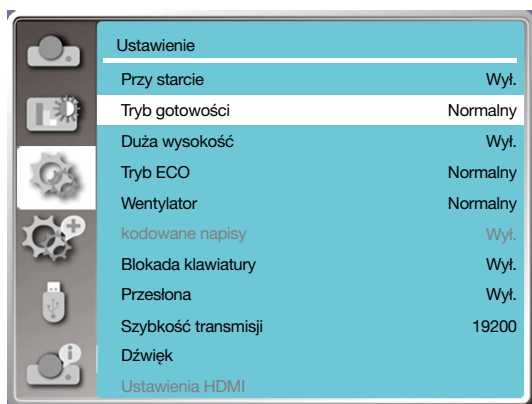 Ustawienie
Przy starcie Wył.
Tryb gotowości Normalny
Duża wysokość Wył.
Tryb ECO Normalny
Wentylator Normalny
kodowane napisy Wył.
Blokada klawiatury Wył.
Przesłona Wył.
Szybkość transmisji 19200
Dźwięk
Ustawienia HDMI